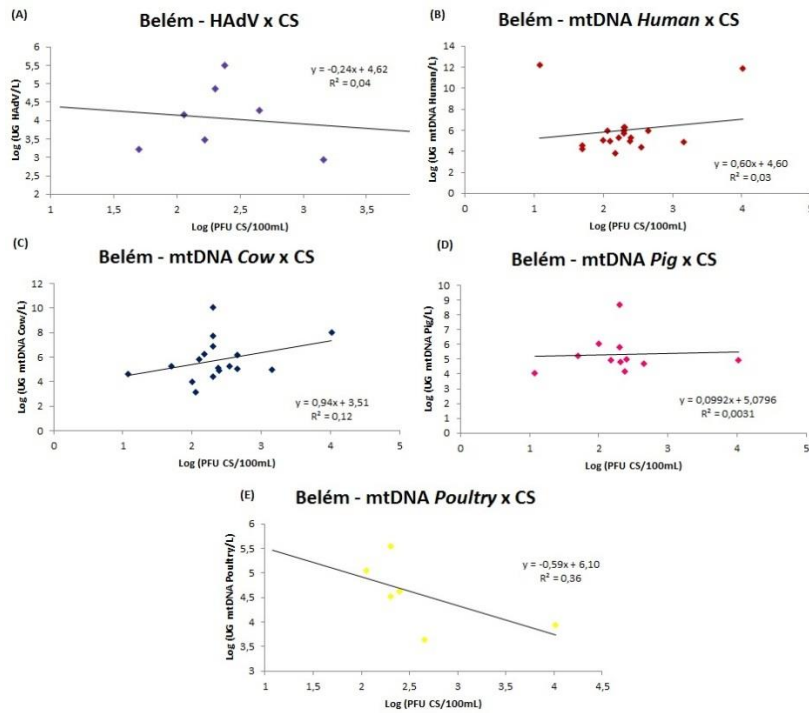 (A)
Belém - HAdV x CS
Log (UG HAdV/L)
5,5
5
4,5
4
3,5
3
2,5
2
y = -0,24x + 4,62
R² = 0,04
1 1,5 2 2,5 3 3,5
Log (PFU CS/100mL)
(B)
Belém - mtDNA Human x CS
Log (UG mtDNA Human/L)
14
12
10
8
6
4
2
0
y = 0,60x + 4,60
R² = 0,03
0 1 2 3 4 5
Log (PFU CS/100mL)
(C)
Belém - mtDNA Cow x CS
Log (UG mtDNA Cow/L)
12
10
8
6
4
2
0
y = 0,94x + 3,51
R² = 0,12
0 1 2 3 4 5
Log (PFU CS/100mL)
(D)
Belém - mtDNA Pig x CS
Log (UG mtDNA Pig/L)
10
9
8
7
6
5
4
3
2
1
0
y = 0,0992x + 5,0796
R² = 0,0031
0 1 2 3 4 5
Log (PFU CS/100mL)
(E)
Belém - mtDNA Poultry x CS
Log (UG mtDNA Poultry/L)
6
5,5
5
4,5
4
3,5
3
y = -0,59x + 6,10
R² = 0,36
1 1,5 2 2,5 3 3,5 4 4,5
Log (PFU CS/100mL)